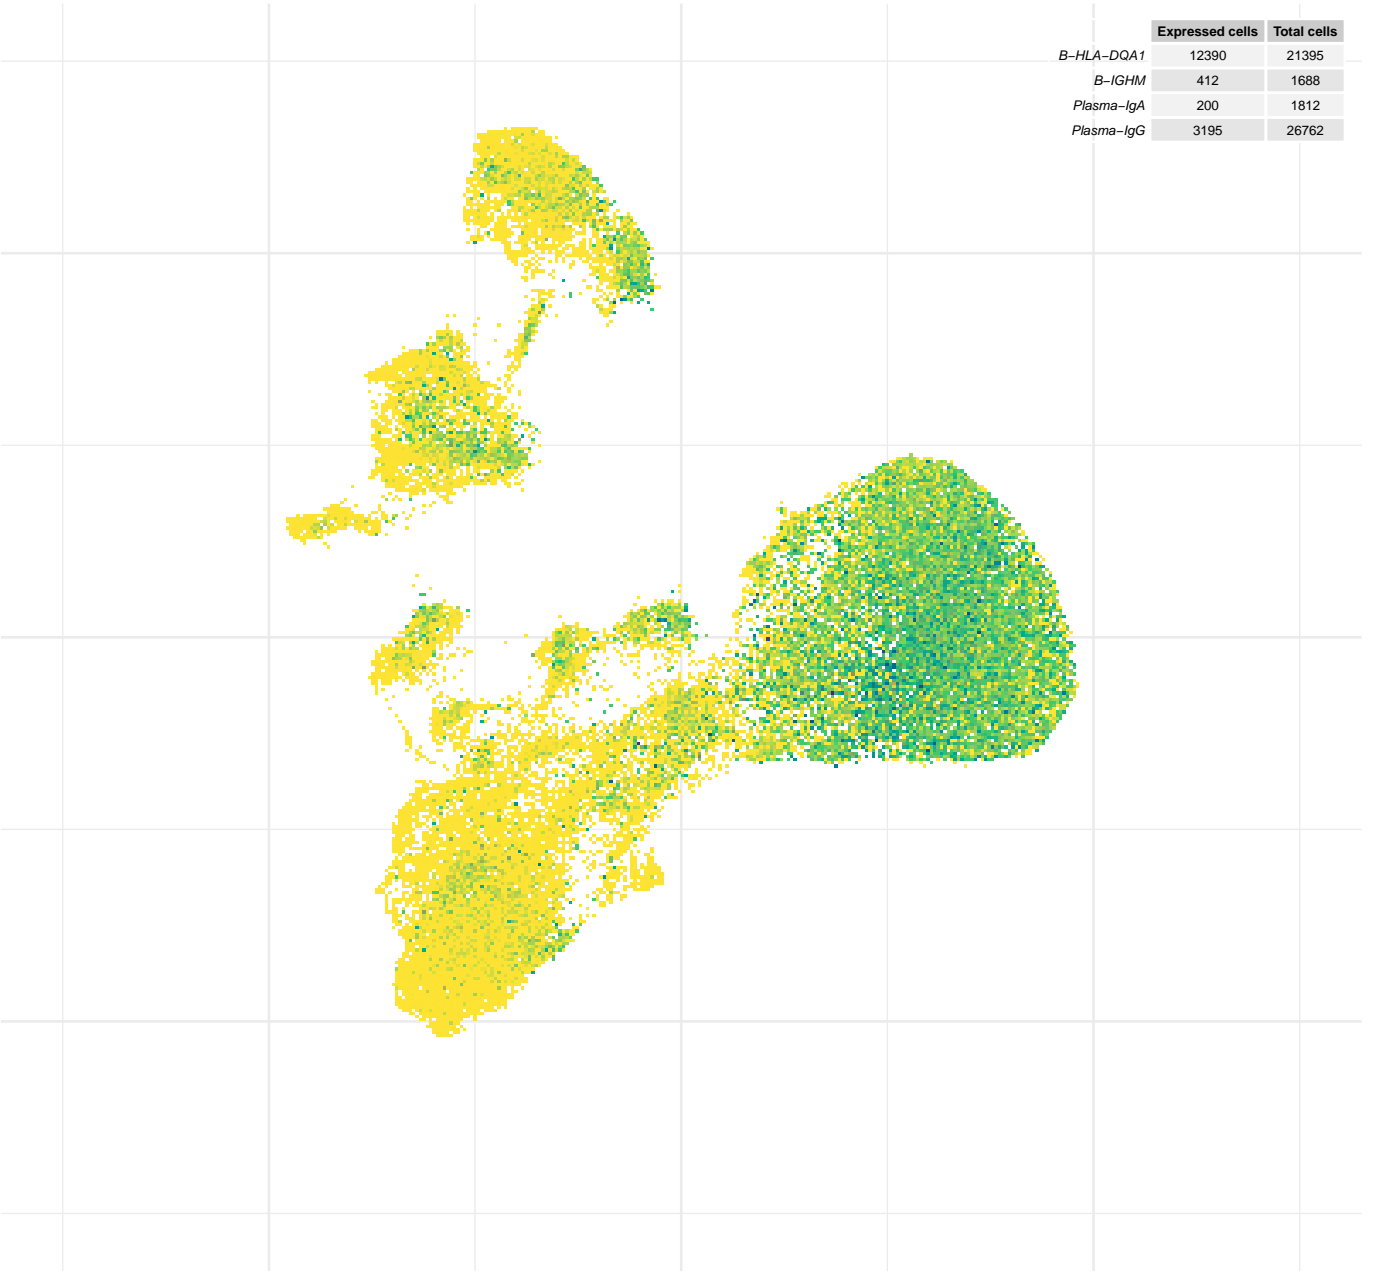 Expressed cells Total cells
B−HLA−DQA1 12390 21395
B−IGHM 412 1688
Plasma−IgA 200 1812
Plasma−IgG 3195 26762